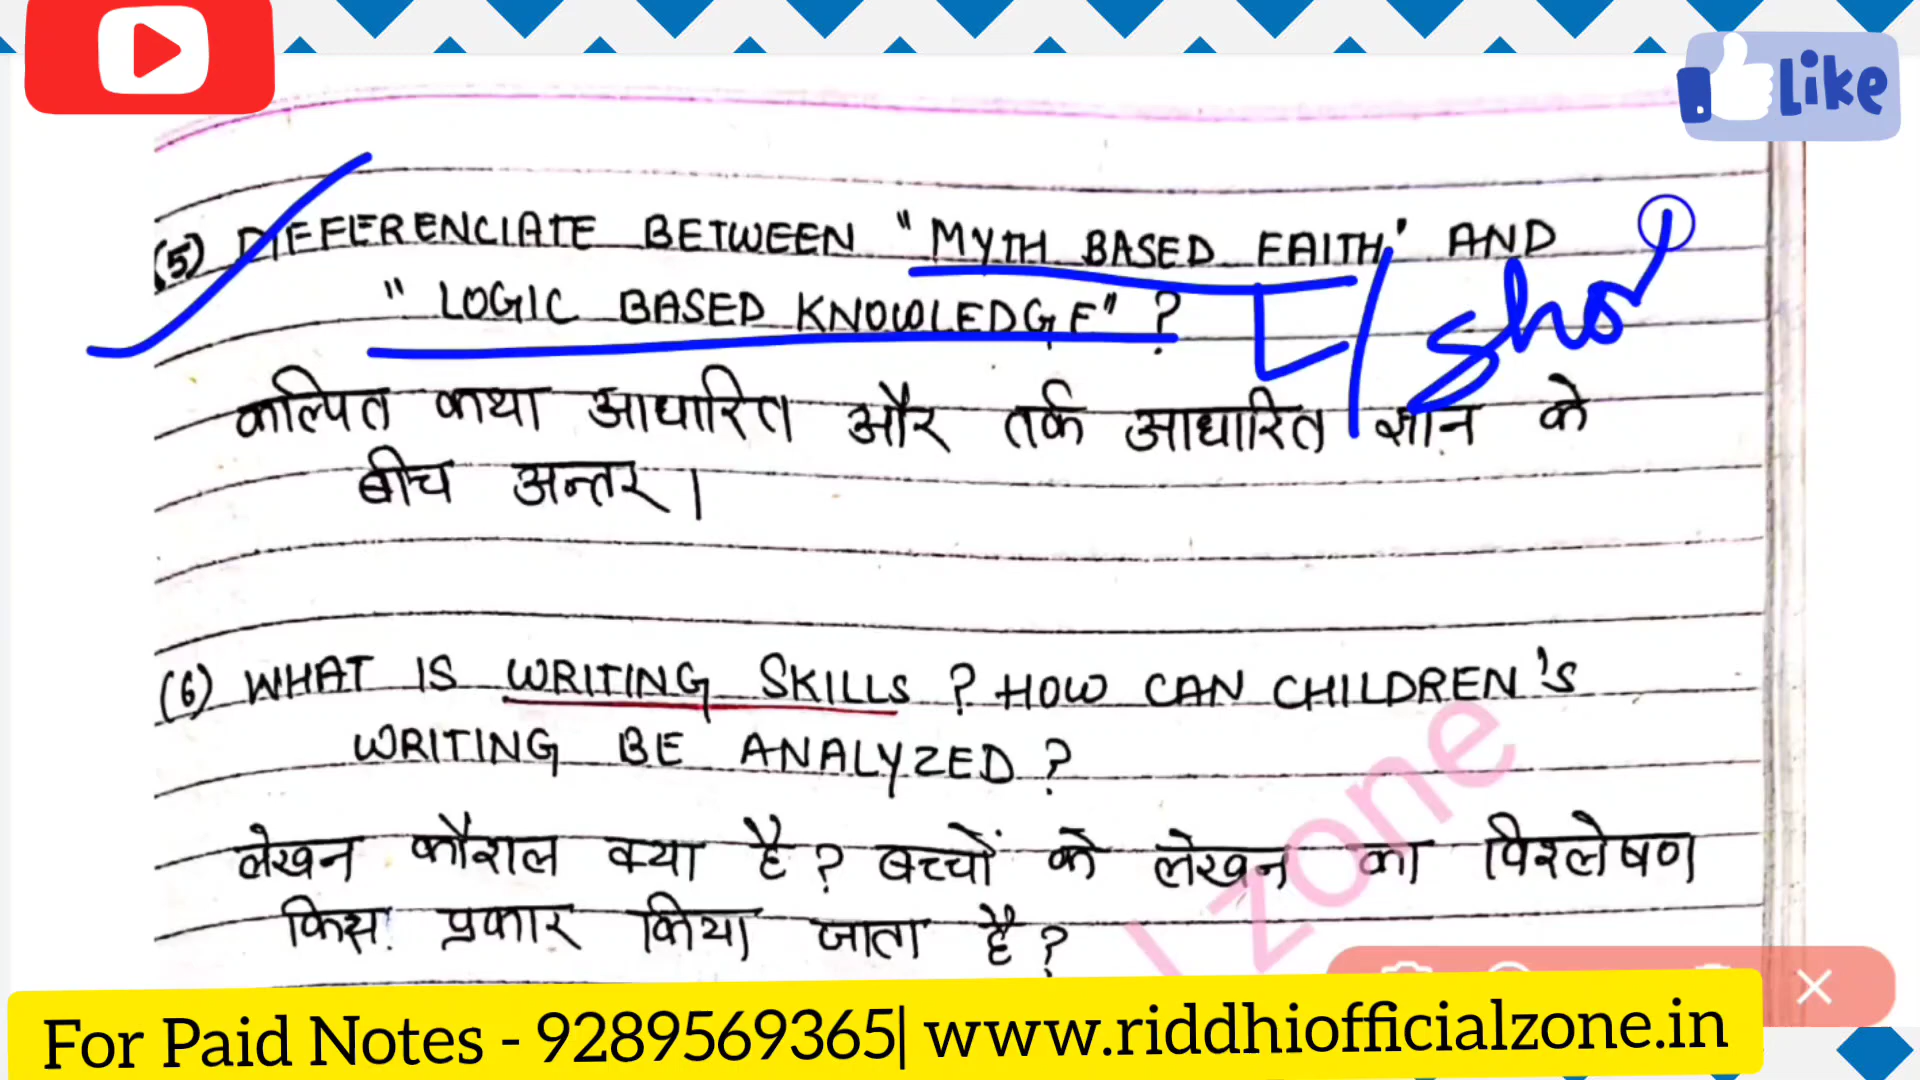 Like
(5) DIFFERENCIATE BETWEEN "MYTH BASED FAITH" AND
"LOGIC BASED KNOWLEDGE" ?
L/Sho
कल्पित कथा आधारित और तर्क आधारित ज्ञान के
बीच अन्तर।
(6) WHAT IS WRITING SKILLS ? HOW CAN CHILDREN'S
WRITING BE ANALYZED ?
लेखन कौशल क्या है ? बच्चों के लेखन का विश्लेषण
किस प्रकार किया जाता है ?
l zone
For Paid Notes - 9289569365| www.riddhiofficialzone.in